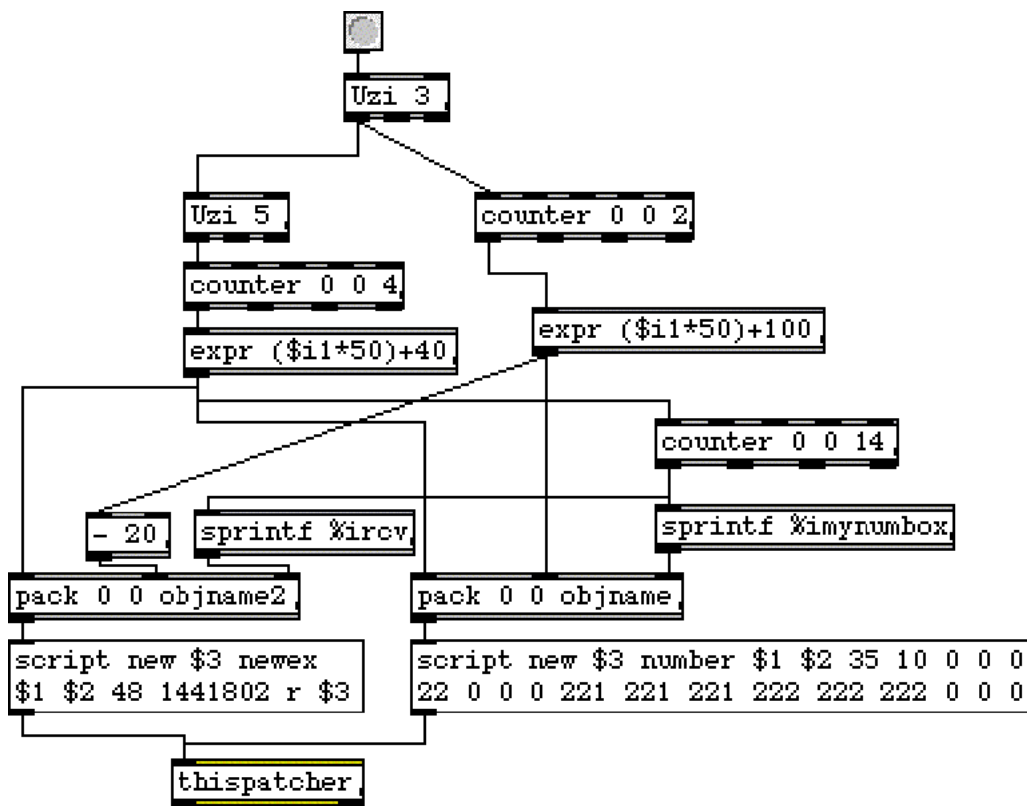 Uzi 3
Uzi 5
counter 0 0 2
counter 0 0 4
expr ($i1*50)+100
expr ($i1*50)+40
counter 0 0 14
- 20
sprintf %ircv
sprintf %imynumbox
pack 0 0 objname2
pack 0 0 objname
script new $3 newex
$1 $2 48 1441802 r $3
script new $3 number $1 $2 35 10 0 0 0
22 0 0 0 221 221 221 222 222 222 0 0 0
thispatcher